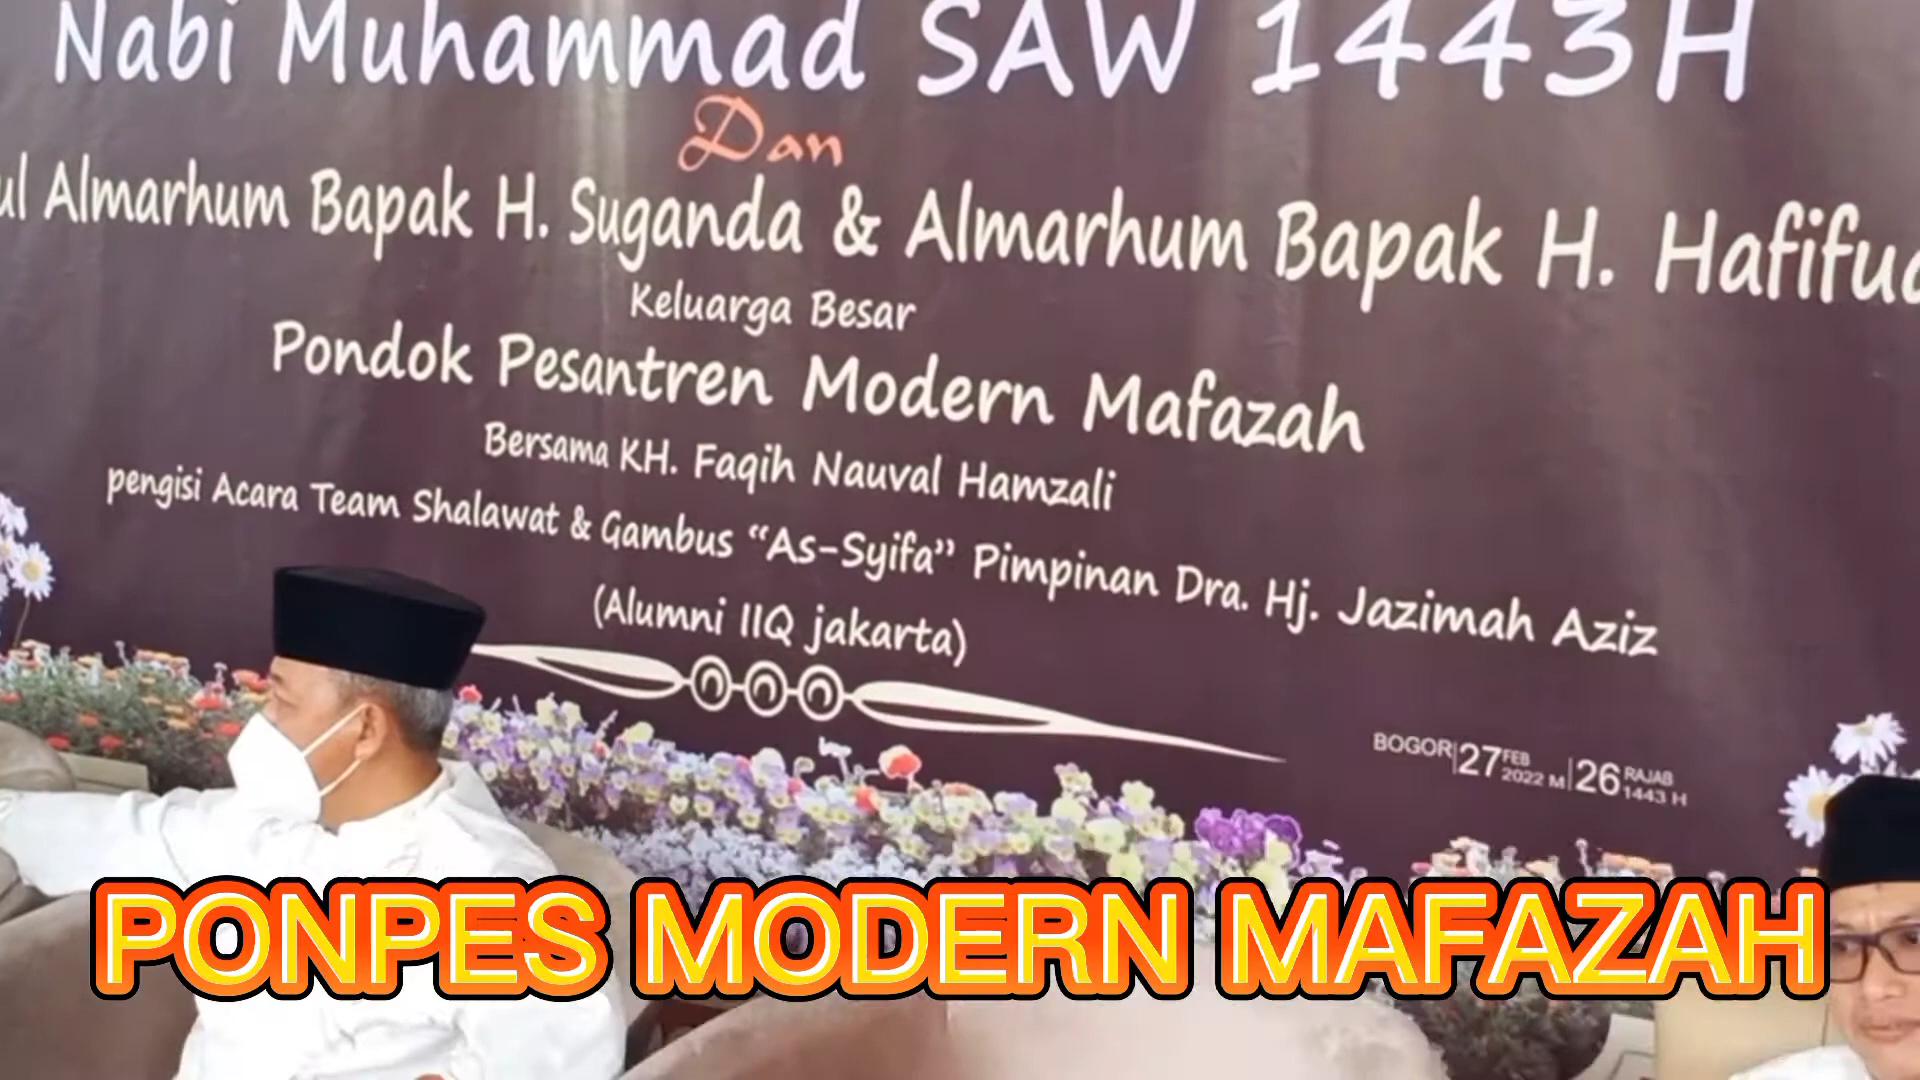 Nabi Muhammad SAW 1443H
Dan
Almarhum Bapak H. Suganda & Almarhum Bapak H.
Keluarga Besar
Pondok Pesantren Modern Mafazah
Bersama KH. Faqih Nauval Hamzali
pengisi Acara Team Shalawat & Gambus “As-Syifa” Pimpinan Dra. Hj. Jazimah Aziz
(Alumni IIQ jakarta)
BOGOR 27 FEB 2022 M 26 RAJAB 1443 H
PONPES MODERN MAFAZAH